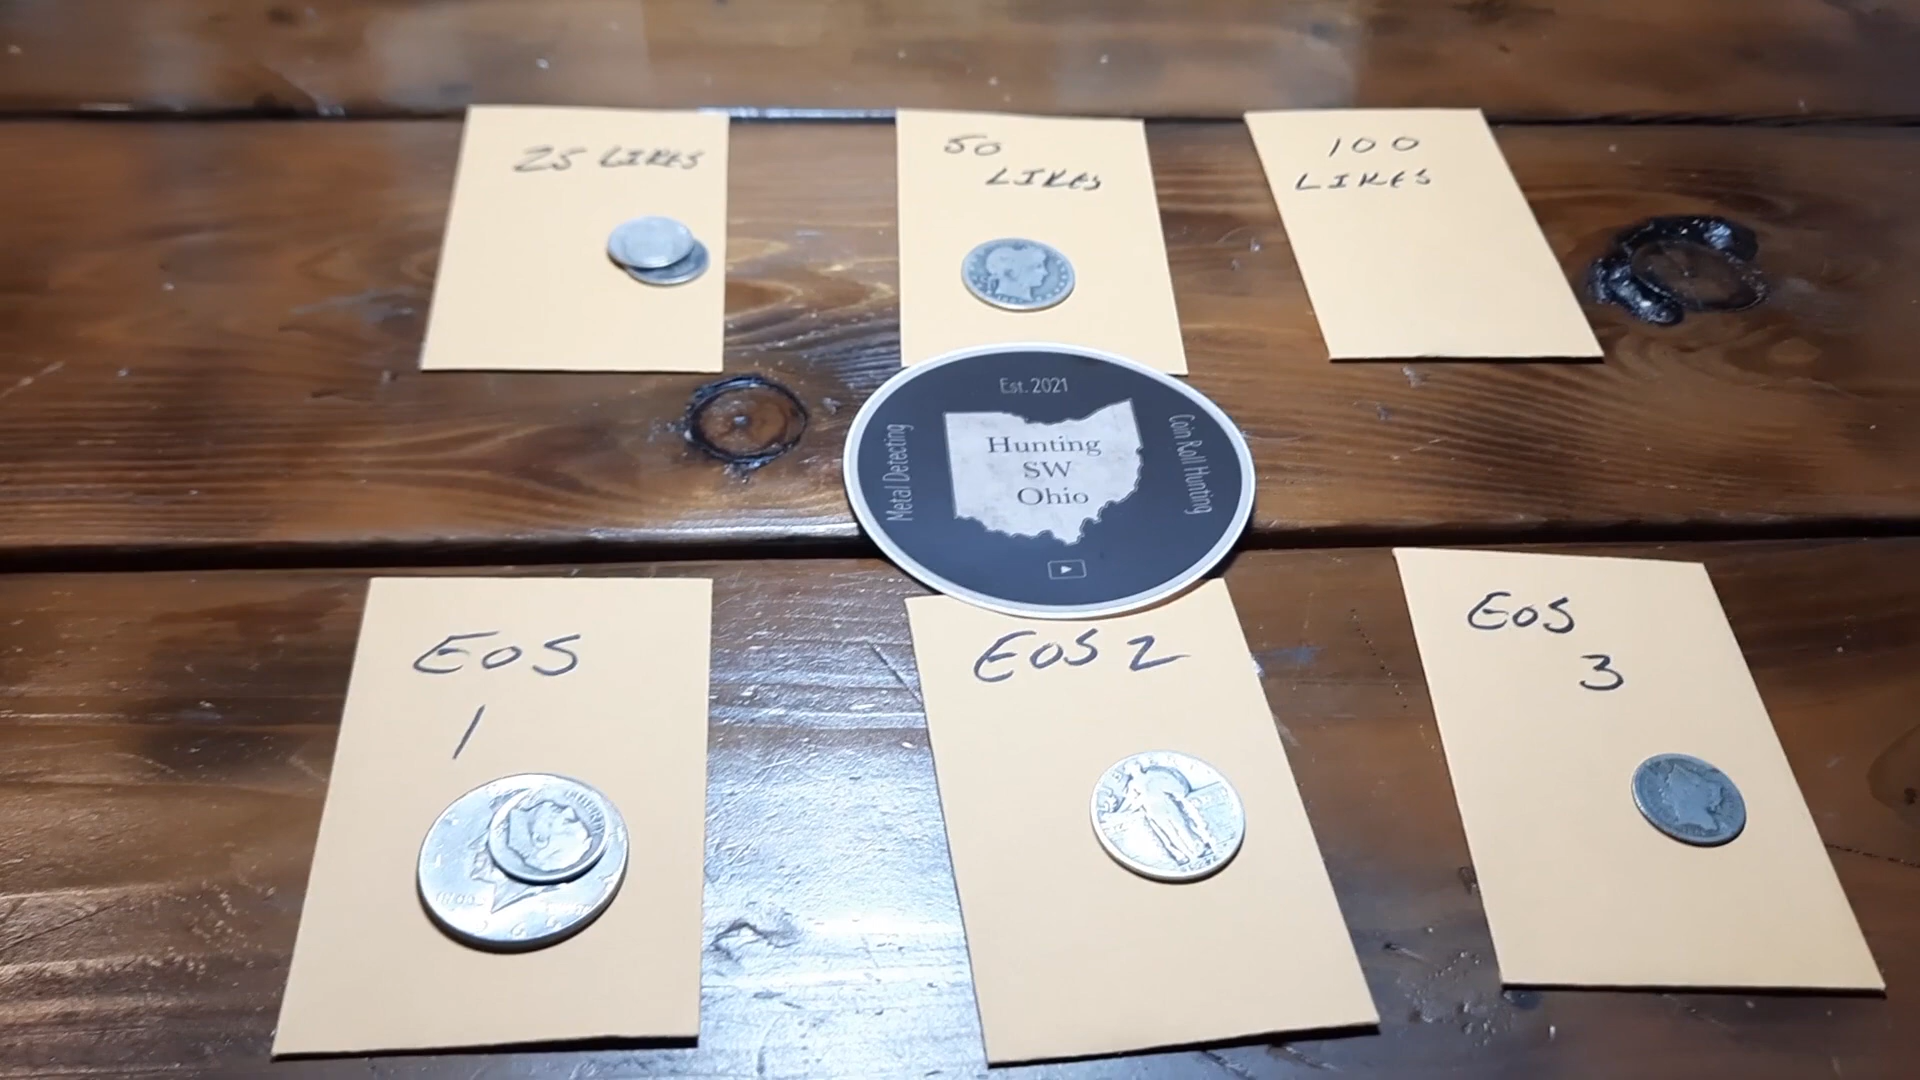 25 LIKES
50
LIKES
100
LIKES
Est. 2021
Metal Detecting
Coin Roll Hunting
Hunting
SW
Ohio
EOS
1
EOS 2
EOS
3